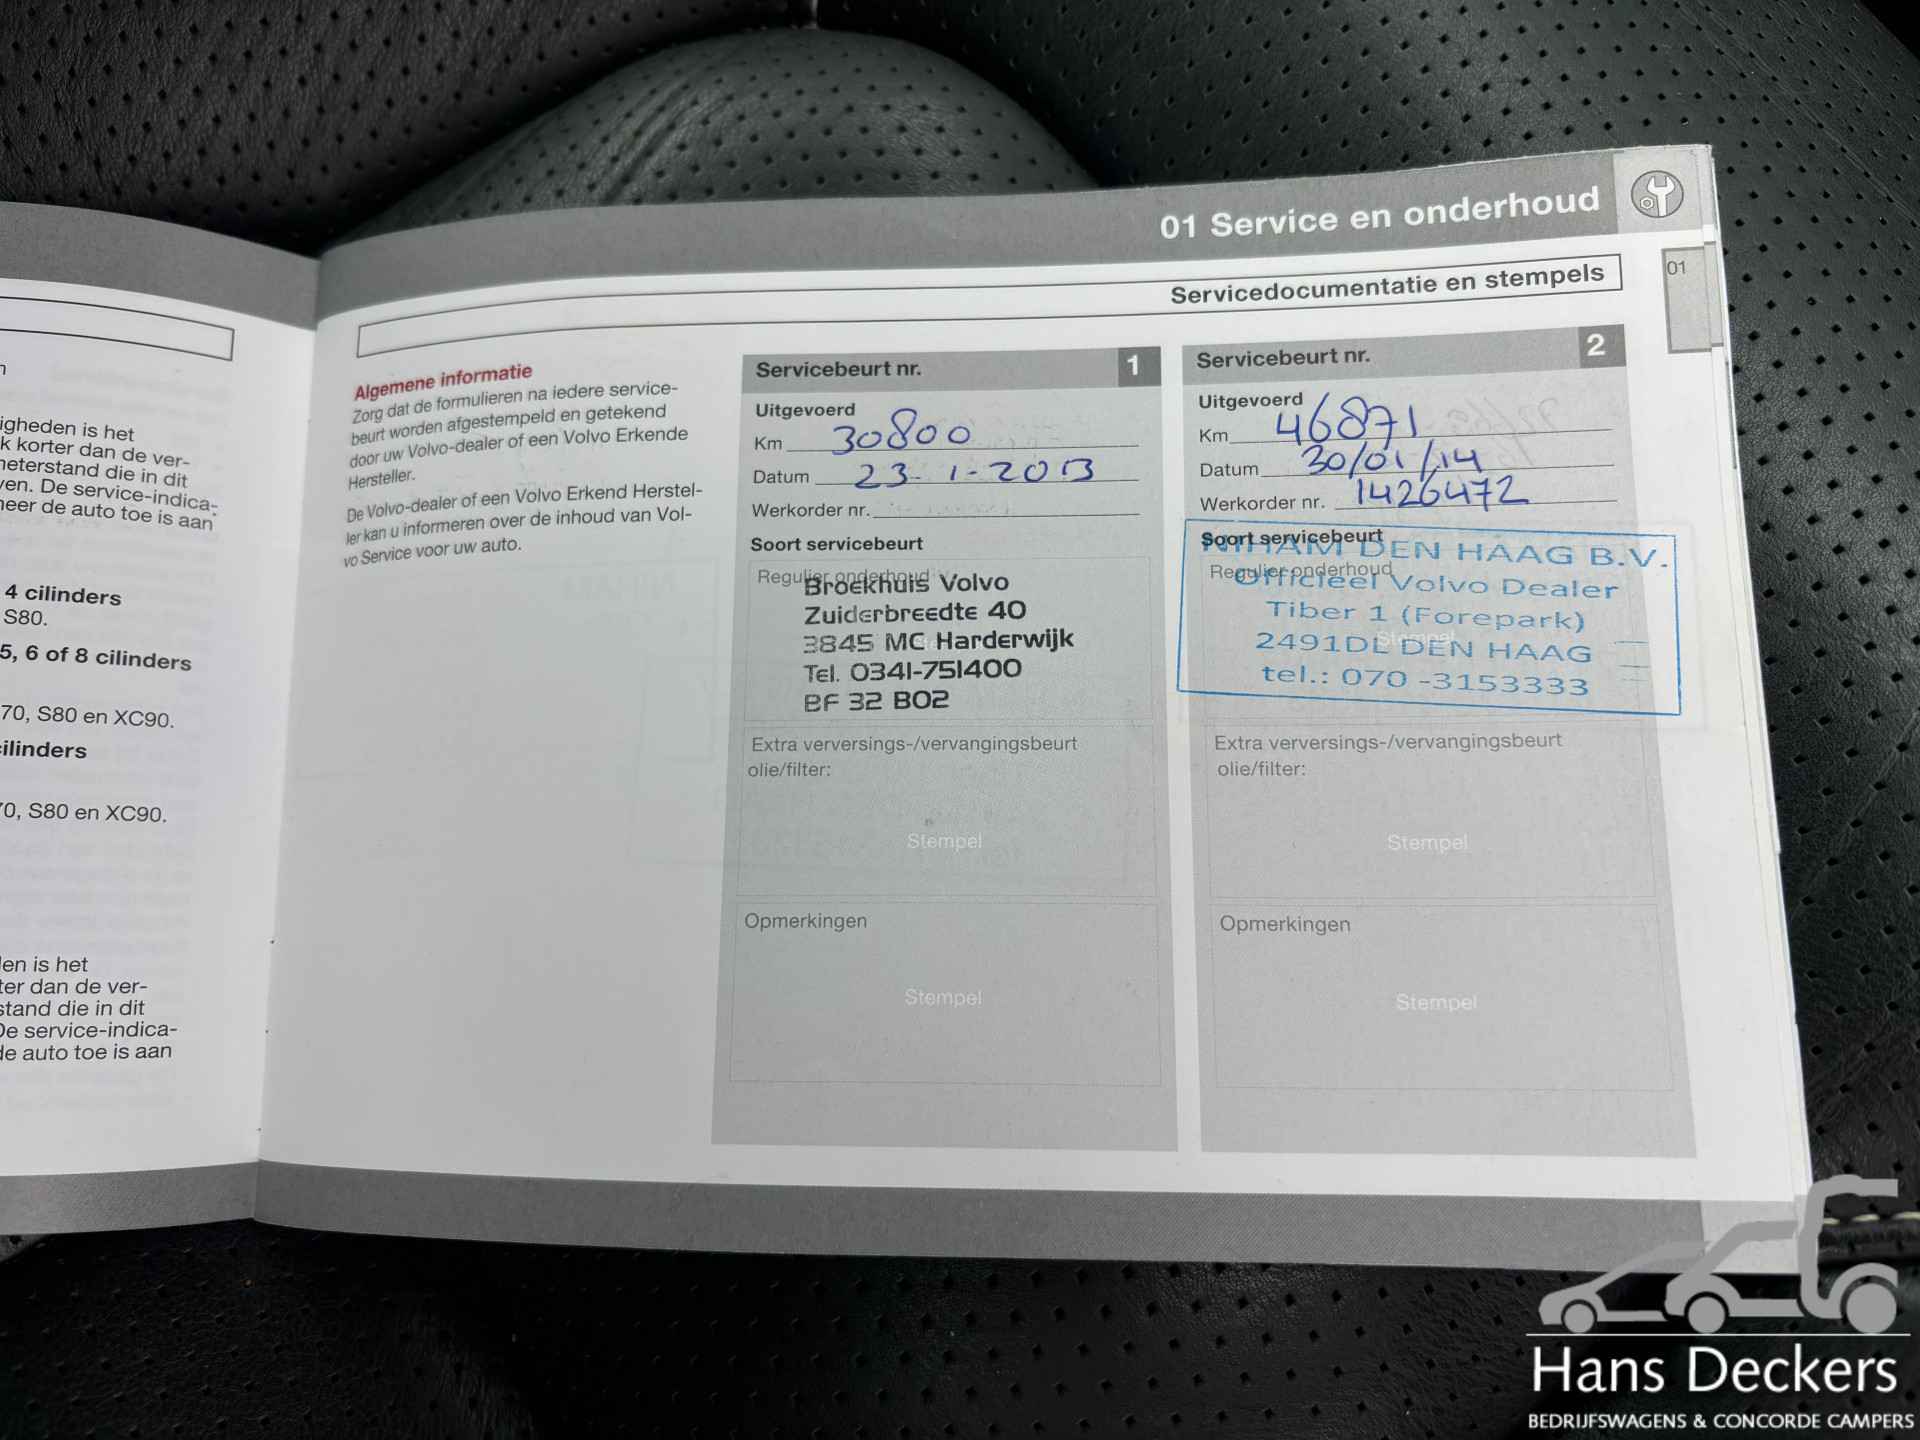 igheden is het
k korter dan de ver-
neterstand die in dit
ven. De service-indica-
neer de auto toe is aan
4 cilinders
S80.
5, 6 of 8 cilinders
70, S80 en XC90.
cilinders
70, S80 en XC90.
len is het
ter dan de ver-
stand die in dit
De service-indica-
de auto toe is aan
01 Service en onderhoud
01
Servicedocumentatie en stempels
Algemene informatie
Zorg dat de formulieren na iedere service-
beurt worden afgestempeld en getekend
door uw Volvo-dealer of een Volvo Erkende
Hersteller.
De Volvo-dealer of een Volvo Erkend Herstel-
ler kan u informeren over de inhoud van Vol-
vo Service voor uw auto.
Servicebeurt nr. 1
Uitgevoerd
Km 30800
Datum 23-1-2013
Werkorder nr.
Soort servicebeurt
Regulier onderhoud
Broekhuis Volvo
Zuiderbreedte 40
3845 MC Harderwijk
Tel. 0341-751400
BF 32 B02
Extra verversings-/vervangingsbeurt
olie/filter:
Stempel
Opmerkingen
Stempel
Servicebeurt nr. 2
Uitgevoerd
Km 46871
Datum 30/01/14
Werkorder nr. 1426472
Soort servicebeurt
Regulier onderhoud
NIHAM DEN HAAG B.V.
Officieel Volvo Dealer
Tiber 1 (Forepark)
Stempel
2491DL DEN HAAG
tel.: 070 -3153333
Extra verversings-/vervangingsbeurt
olie/filter:
Stempel
Opmerkingen
Stempel
Hans Deckers
BEDRIJFSWAGENS & CONCORDE CAMPERS